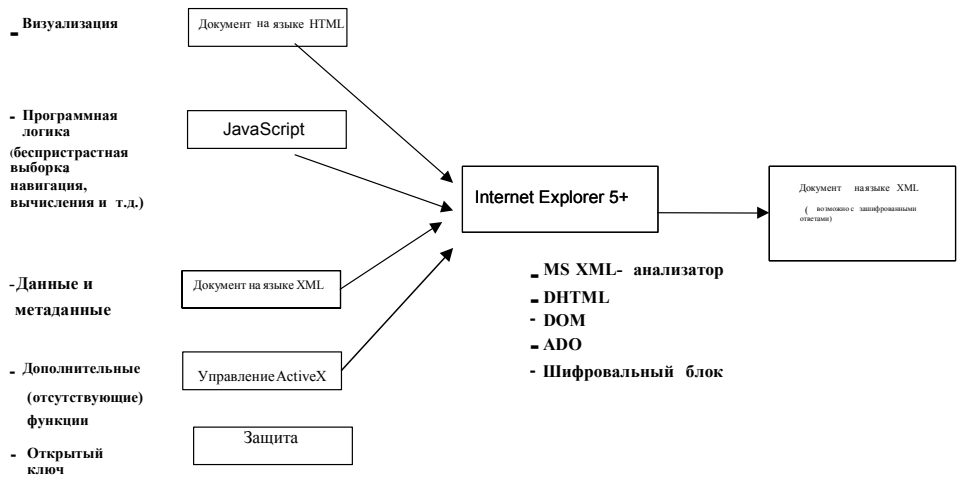 - Визуализация
Документ на языке HTML
- Программная
логика
(беспристрастная
выборка
навигация,
вычисления и т.д.)
JavaScript
Internet Explorer 5+
Документ на языке XML
( возможно с зашифрованными
ответами)
- Данные и
метаданные
Документ на языке XML
- MS XML- анализатор
- DHTML
- DOM
- ADO
- Шифровальный блок
- Дополнительные
(отсутствующие)
функции
Управление ActiveX
- Открытый
ключ
Защита